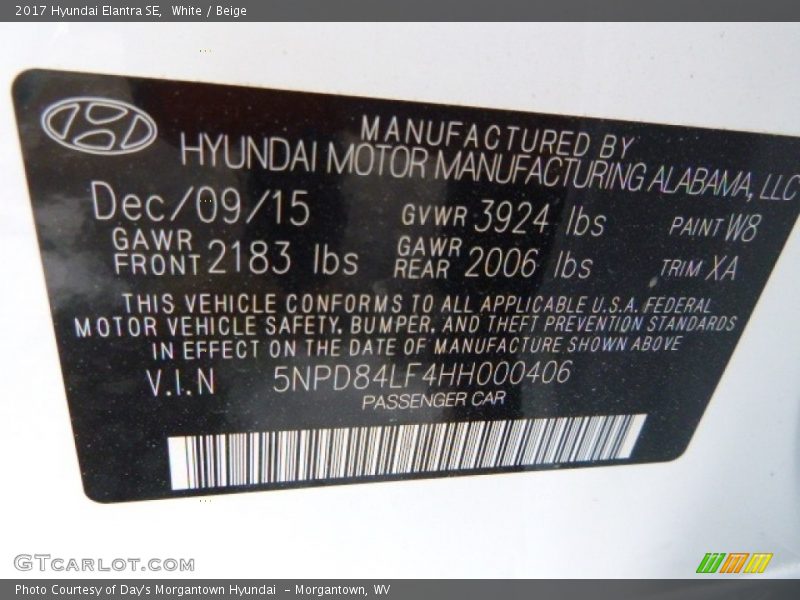 2017 Hyundai Elantra SE,  White / Beige
MANUFACTURED BY
HYUNDAI MOTOR MANUFACTURING ALABAMA, LLC
Dec/09/15 GVWR 3924 lbs PAINT W8
GAWR FRONT 2183 lbs GAWR REAR 2006 lbs TRIM XA
THIS VEHICLE CONFORMS TO ALL APPLICABLE U.S.A. FEDERAL
MOTOR VEHICLE SAFETY, BUMPER, AND THEFT PREVENTION STANDARDS
IN EFFECT ON THE DATE OF MANUFACTURE SHOWN ABOVE
V.I.N 5NPD84LF4HH000406
PASSENGER CAR
GTCARLOT.COM
Photo Courtesy of Day's Morgantown Hyundai  - Morgantown, WV